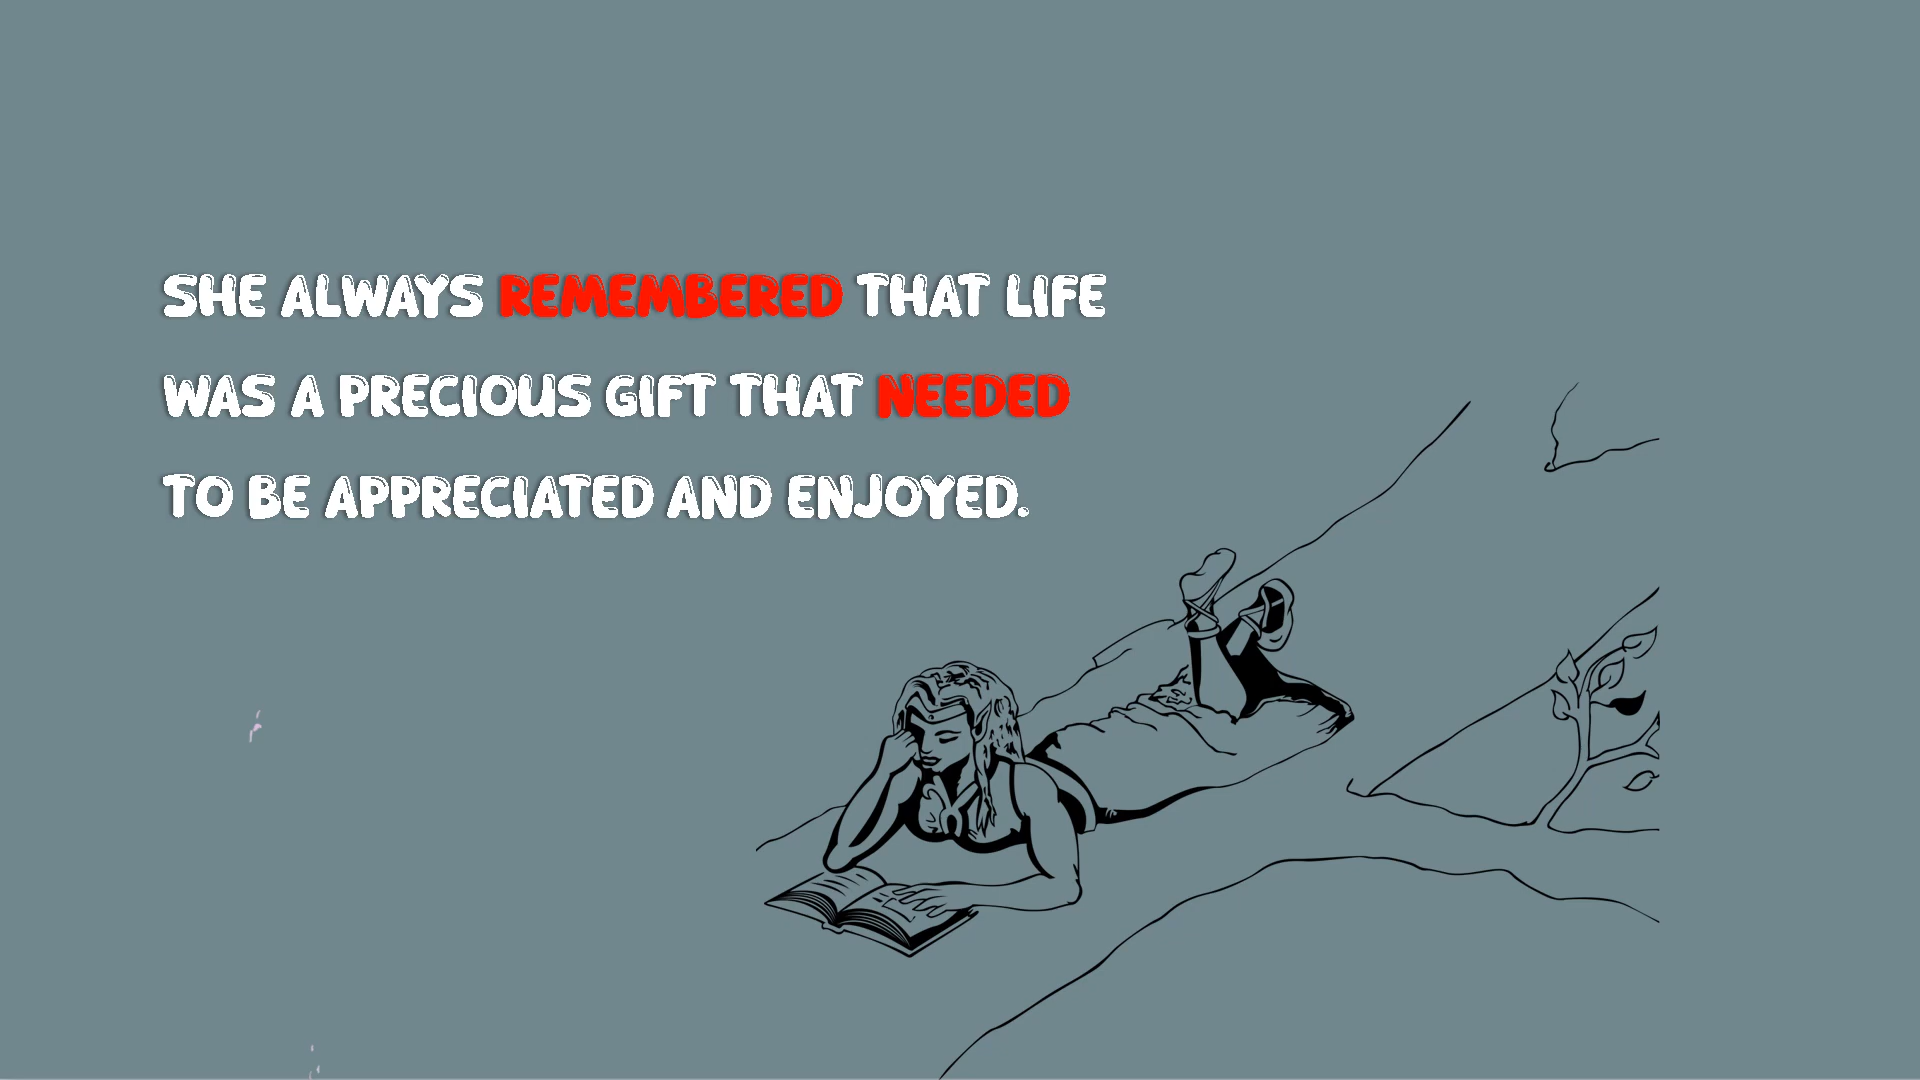 SHE ALWAYS REMEMBERED THAT LIFE
WAS A PRECIOUS GIFT THAT NEEDED
TO BE APPRECIATED AND ENJOYED.